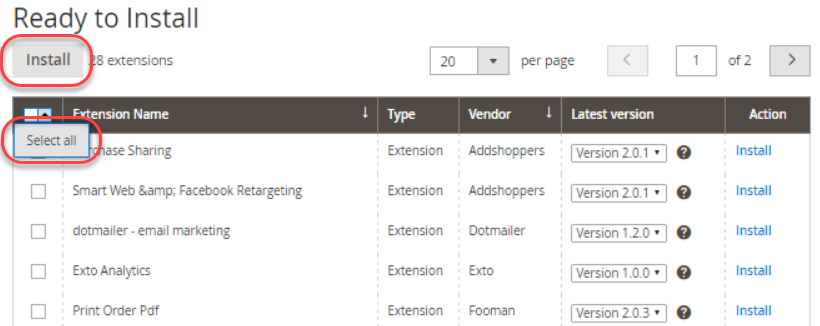 Ready to Install
Install 28 extensions 20 per page 1 of 2
Extension Name Type Vendor Latest version Action
Select all
Purchase Sharing Extension Addshoppers Version 2.0.1 Install
Smart Web &amp; Facebook Retargeting Extension Addshoppers Version 2.0.1 Install
dotmailer - email marketing Extension Dotmailer Version 1.2.0 Install
Exto Analytics Extension Exto Version 1.0.0 Install
Print Order Pdf Extension Fooman Version 2.0.3 Install